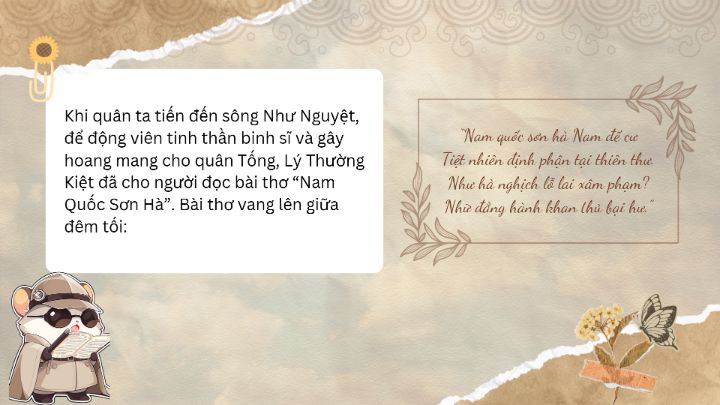 Khi quân ta tiến đến sông Như Nguyệt,
để động viên tinh thần binh sĩ và gây
hoang mang cho quân Tống, Lý Thường
Kiệt đã cho người đọc bài thơ “Nam
Quốc Sơn Hà”. Bài thơ vang lên giữa
đêm tối:
“Nam quốc sơn hà Nam đế cư
Tiệt nhiên định phận tại thiên thư
Như hà nghịch lỗ lai xâm phạm?
Nhữ đẳng hành khan thủ bại hư.”